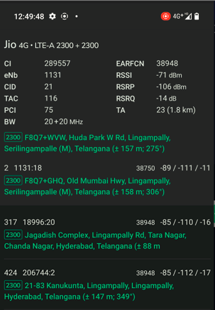 12:49:48 4G+
Jio 4G • LTE-A 2300 + 2300
CI 289557 EARFCN 38948
eNb 1131 RSSI -71 dBm
CID 21 RSRP -106 dBm
TAC 116 RSRQ -14 dB
PCI 75 TA 23 (1.8 km)
BW 20+20 MHz
2300 F8Q7+WVW, Huda Park W Rd, Lingampally,
Serilingampalle (M), Telangana (± 157 m; 275°)
2 1131:18 38750 -89 / -111 / -11
2300 F8Q7+GHQ, Old Mumbai Hwy, Lingampally,
Serilingampalle (M), Telangana (± 158 m; 306°)
317 18996:20 38948 -85 / -110 / -16
2300 Jagadish Complex, Lingampally Rd, Tara Nagar,
Chanda Nagar, Hyderabad, Telangana (± 88 m
424 206744:2 38948 -85 / -112 / -17
2300 21-83 Kanukunta, Lingampally, Lingampally,
Hyderabad, Telangana (± 147 m; 349°)